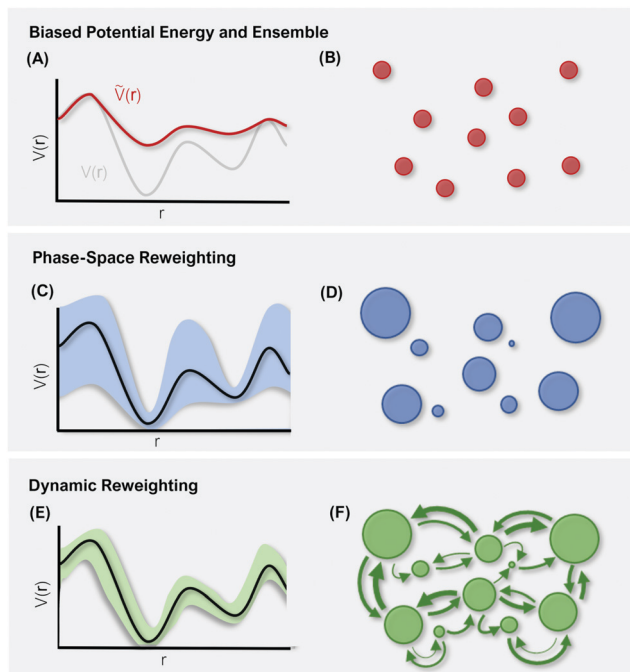 Biased Potential Energy and Ensemble
(A)
(B)
Ṽ(r)
V(r)
V(r)
r
Phase-Space Reweighting
(C)
(D)
V(r)
r
Dynamic Reweighting
(E)
(F)
V(r)
r